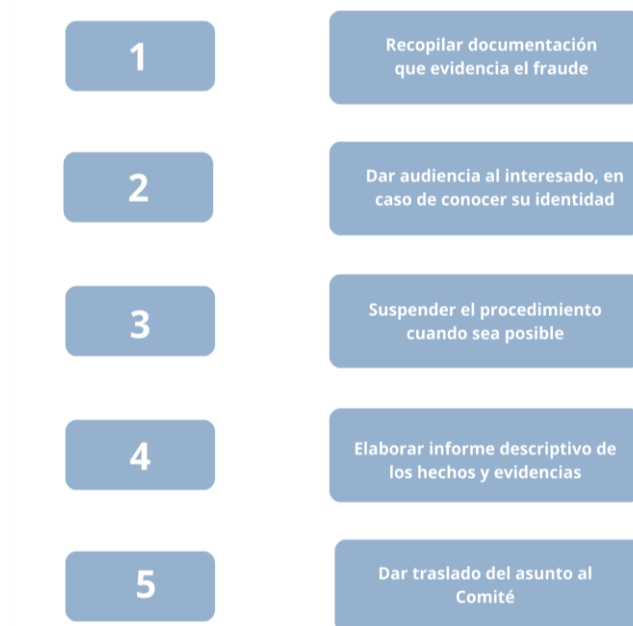 1
Recopilar documentación
que evidencia el fraude
2
Dar audiencia al interesado, en
caso de conocer su identidad
3
Suspender el procedimiento
cuando sea posible
4
Elaborar informe descriptivo de
los hechos y evidencias
5
Dar traslado del asunto al
Comité